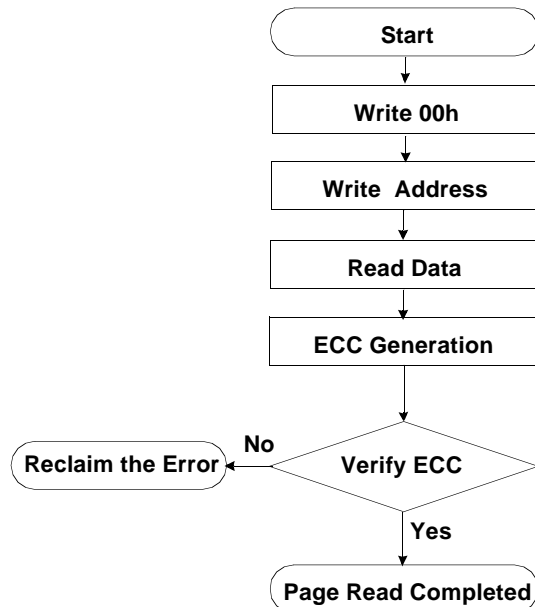 Start
Write 00h
Write Address
Read Data
ECC Generation
No
Reclaim the Error
Verify ECC
Yes
Page Read Completed